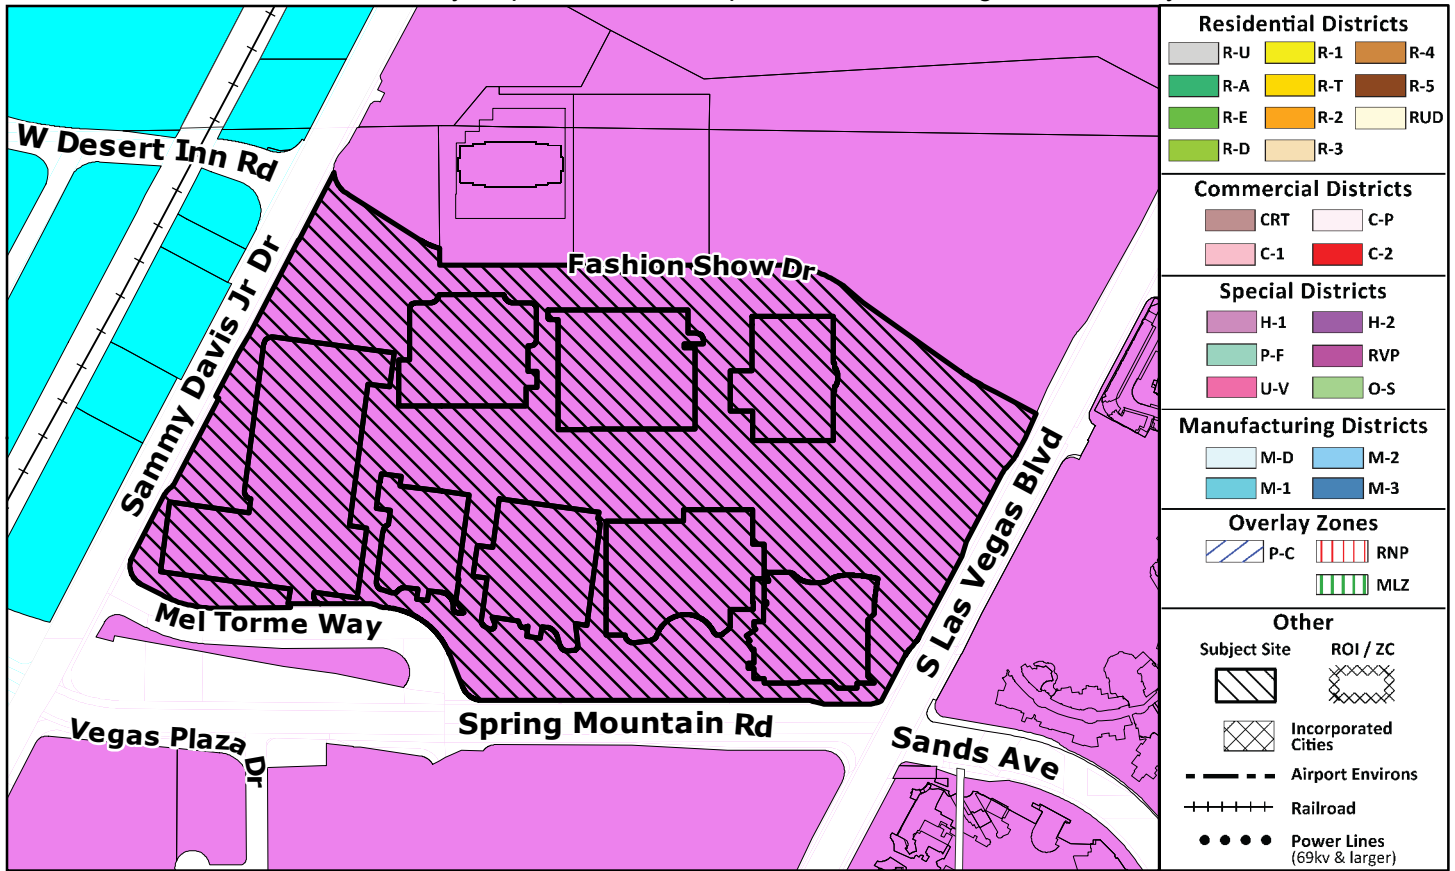 W Desert Inn Rd
Sammy Davis Jr Dr
Fashion Show Dr
S Las Vegas Blvd
Mel Torme Way
Spring Mountain Rd
Vegas Plaza Dr
Sands Ave
Residential Districts
R-U R-1 R-4
R-A R-T R-5
R-E R-2 RUD
R-D R-3
Commercial Districts
CRT C-P
C-1 C-2
Special Districts
H-1 H-2
P-F RVP
U-V O-S
Manufacturing Districts
M-D M-2
M-1 M-3
Overlay Zones
P-C RNP
MLZ
Other
Subject Site ROI / ZC
Incorporated
Cities
Airport Environs
Railroad
Power Lines
(69kv & larger)